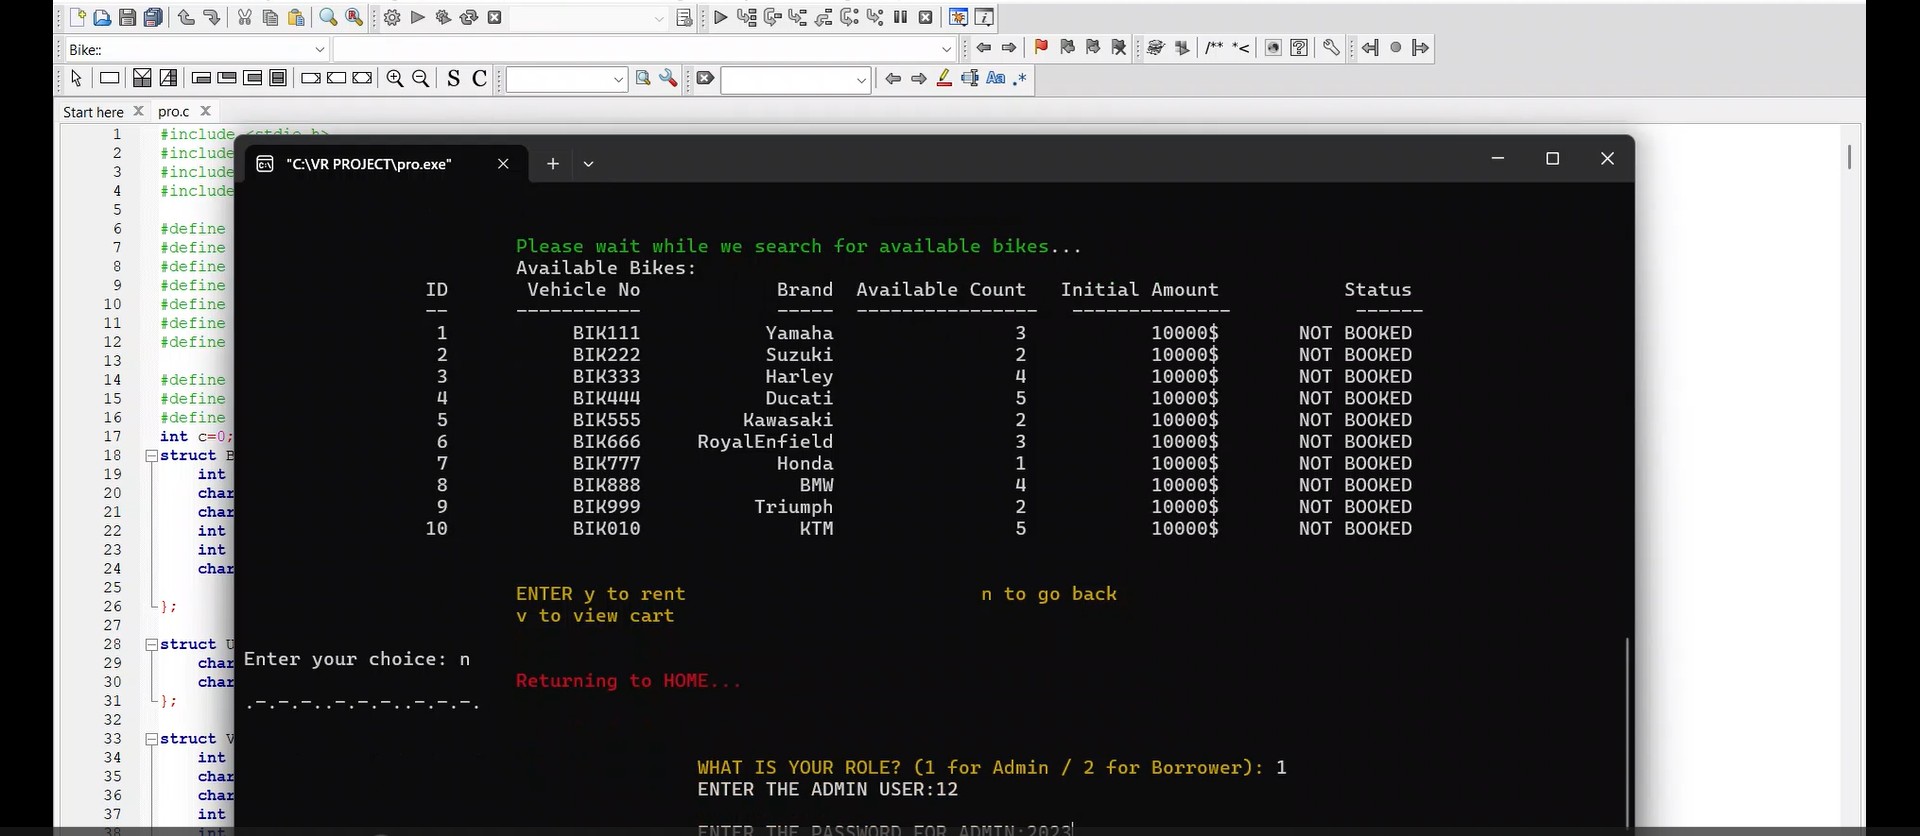 Bike::
/** *<
S C
Aa .*
Start here pro.c
"C:\VR PROJECT\pro.exe"
1 #include <stdio.h>
2 #include
3 #include
4 #include
5
6 #define
7 #define
8 #define
9 #define
10 #define
11 #define
12 #define
13
14 #define
15 #define
16 #define
17 int c=0;
18 struct B
19 int
20 char
21 char
22 int
23 int
24 char
25
26 };
27
28 struct U
29 char
30 char
31 };
32
33 struct V
34 int
35 char
36 char
37 int
38 int
Please wait while we search for available bikes...
Available Bikes:
ID Vehicle No Brand Available Count Initial Amount Status
-- ----------- ----- ---------------- -------------- ------
1 BIK111 Yamaha 3 10000$ NOT BOOKED
2 BIK222 Suzuki 2 10000$ NOT BOOKED
3 BIK333 Harley 4 10000$ NOT BOOKED
4 BIK444 Ducati 5 10000$ NOT BOOKED
5 BIK555 Kawasaki 2 10000$ NOT BOOKED
6 BIK666 RoyalEnfield 3 10000$ NOT BOOKED
7 BIK777 Honda 1 10000$ NOT BOOKED
8 BIK888 BMW 4 10000$ NOT BOOKED
9 BIK999 Triumph 2 10000$ NOT BOOKED
10 BIK010 KTM 5 10000$ NOT BOOKED
ENTER y to rent n to go back
v to view cart
Enter your choice: n
Returning to HOME...
.-.-.-..-.-.-..-.-.-.
WHAT IS YOUR ROLE? (1 for Admin / 2 for Borrower): 1
ENTER THE ADMIN USER:12
ENTER THE PASSWORD FOR ADMIN:2023